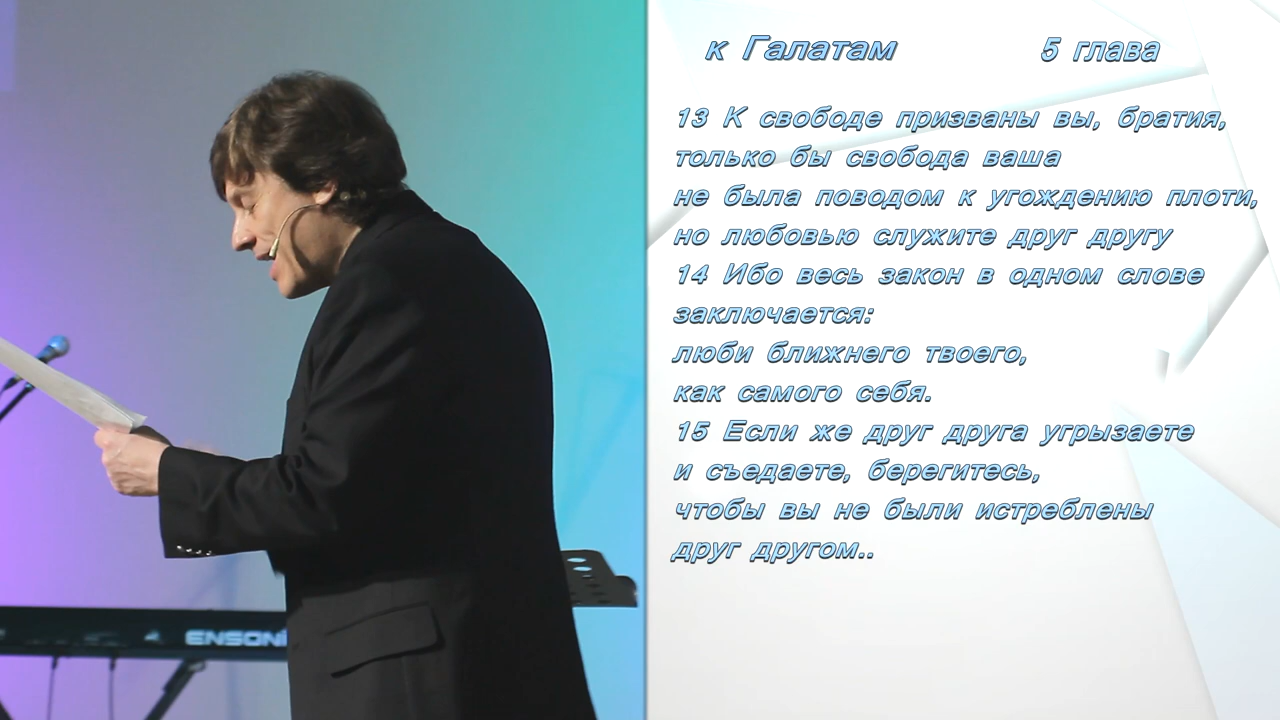 к Галатам 5 глава
13 К свободе призваны вы, братия,
только бы свобода ваша
не была поводом к угождению плоти,
но любовью служите друг другу
14 Ибо весь закон в одном слове
заключается:
люби ближнего твоего,
как самого себя.
15 Если же друг друга угрызаете
и съедаете, берегитесь,
чтобы вы не были истреблены
друг другом..
ENSONI